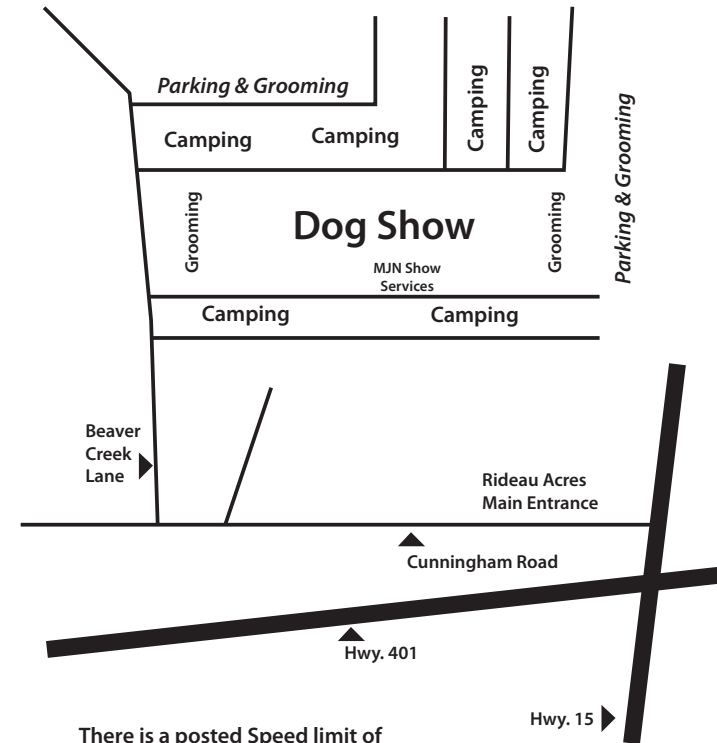 Parking & Grooming
Camping
Camping
Camping
Camping
Parking & Grooming
Grooming
Dog Show
Grooming
MJN Show
Services
Camping
Camping
Beaver
Creek
Lane
Rideau Acres
Main Entrance
Cunningham Road
Hwy. 401
Hwy. 15
There is a posted Speed limit of